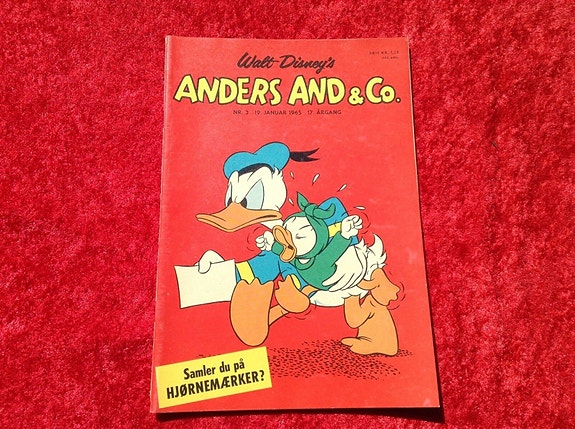 Walt Disney's
ANDERS AND & Co.
NR. 3 19. JANUAR 1965 17. ÅRGANG
Samler du på
HJØRNEMÆRKER?